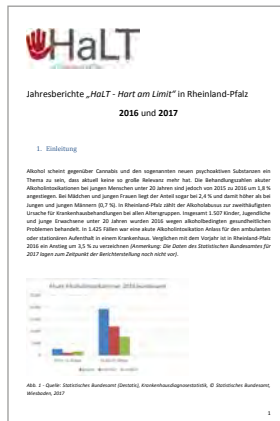 HaLT
Jahresberichte „HaLT - Hart am Limit" in Rheinland-Pfalz
2016 und 2017
1. Einleitung
Alkohol scheint gegenüber Cannabis und den sogenannten neuen psychoaktiven Substanzen ein
Thema zu sein, dass aktuell keine so große Relevanz mehr hat. Die Behandlungszahlen akuter
Alkoholintoxikationen bei jungen Menschen unter 20 Jahren sind jedoch von 2015 zu 2016 um 1,8 %
angestiegen. Bei Mädchen und jungen Frauen liegt der Anteil sogar bei 2,4 % und damit höher als bei
Jungen und jungen Männern (0,7 %). In Rheinland-Pfalz zählt der Alkoholabusus zur zweithäufigsten
Ursache für Krankenhausbehandlungen bei allen Altersgruppen. Insgesamt 1.507 Kinder, Jugendliche
und junge Erwachsene unter 20 Jahren wurden 2016 wegen alkoholbedingten gesundheitlichen
Problemen behandelt. In 1.425 Fällen war eine akute Alkoholintoxikation Anlass für den ambulanten
oder stationären Aufenthalt in einem Krankenhaus. Verglichen mit dem Vorjahr ist in Rheinland-Pfalz
2016 ein Anstieg um 3,5 % zu verzeichnen (Anmerkung: Die Daten des Statistischen Bundesamtes für
2017 lagen zum Zeitpunkt der Berichterstellung noch nicht vor).
Akute Alkoholintoxikationen 2016 bundesweit
Abb. 1 - Quelle: Statistisches Bundesamt (Destatis), Krankenhausdiagnosestatistik, © Statistisches Bundesamt,
Wiesbaden, 2017
1